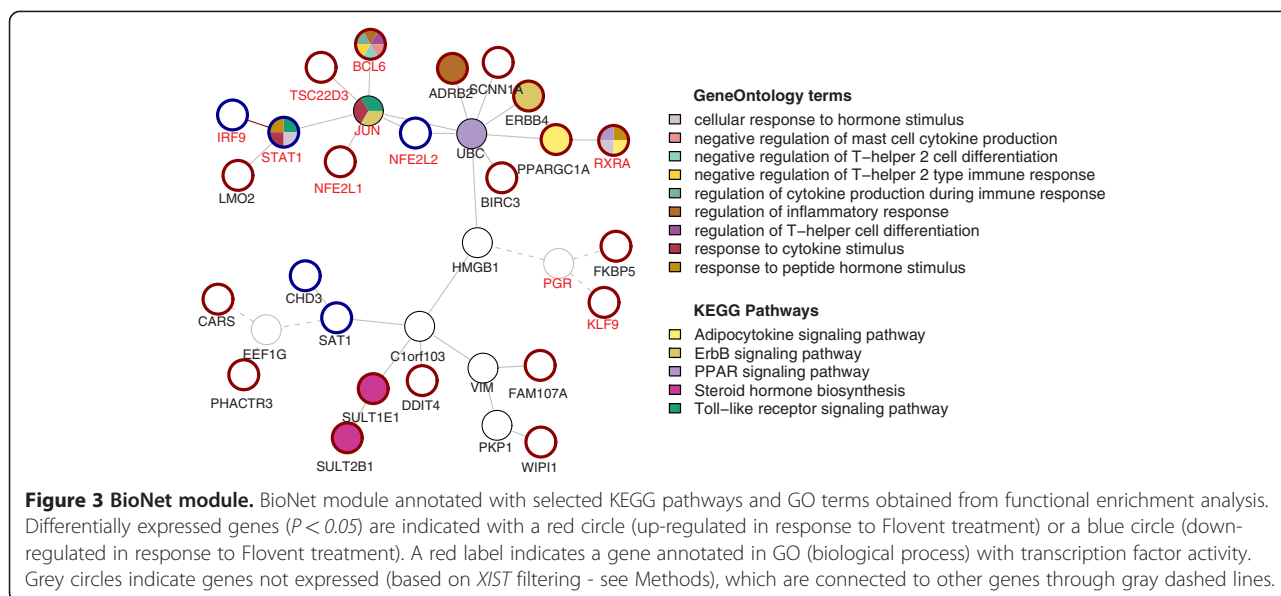 BCL6
TSC22D3
ADRB2
SCNN1A
ERBB4
IRF9
STAT1
JUN
NFE2L2
UBC
PPARGC1A
RXRA
LMO2
NFE2L1
BIRC3
HMGB1
PGR
FKBP5
KLF9
CHD3
CARS
EEF1G
SAT1
C1orf103
PHACTR3
SULT1E1
DDIT4
VIM
FAM107A
SULT2B1
PKP1
WIPI1
GeneOntology terms
cellular response to hormone stimulus
negative regulation of mast cell cytokine production
negative regulation of T−helper 2 cell differentiation
negative regulation of T−helper 2 type immune response
regulation of cytokine production during immune response
regulation of inflammatory response
regulation of T−helper cell differentiation
response to cytokine stimulus
response to peptide hormone stimulus
KEGG Pathways
Adipocytokine signaling pathway
ErbB signaling pathway
PPAR signaling pathway
Steroid hormone biosynthesis
Toll−like receptor signaling pathway
Figure 3 BioNet module. BioNet module annotated with selected KEGG pathways and GO terms obtained from functional enrichment analysis.
Differentially expressed genes (P < 0.05) are indicated with a red circle (up-regulated in response to Flovent treatment) or a blue circle (down-
regulated in response to Flovent treatment). A red label indicates a gene annotated in GO (biological process) with transcription factor activity.
Grey circles indicate genes not expressed (based on XIST filtering - see Methods), which are connected to other genes through gray dashed lines.